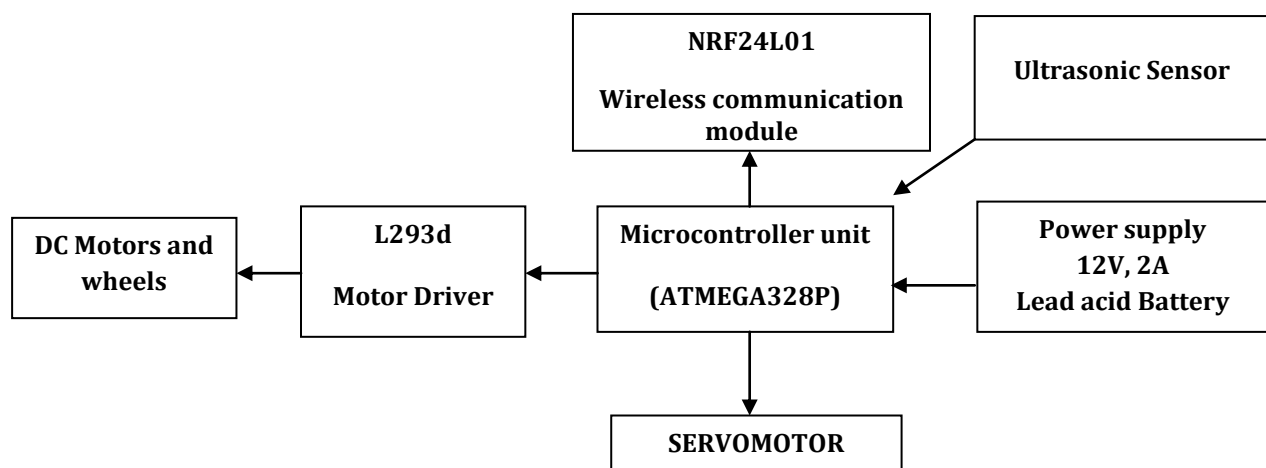 NRF24L01
Wireless communication
module
Ultrasonic Sensor
DC Motors and
wheels
L293d
Motor Driver
Microcontroller unit
(ATMEGA328P)
Power supply
12V, 2A
Lead acid Battery
SERVOMOTOR